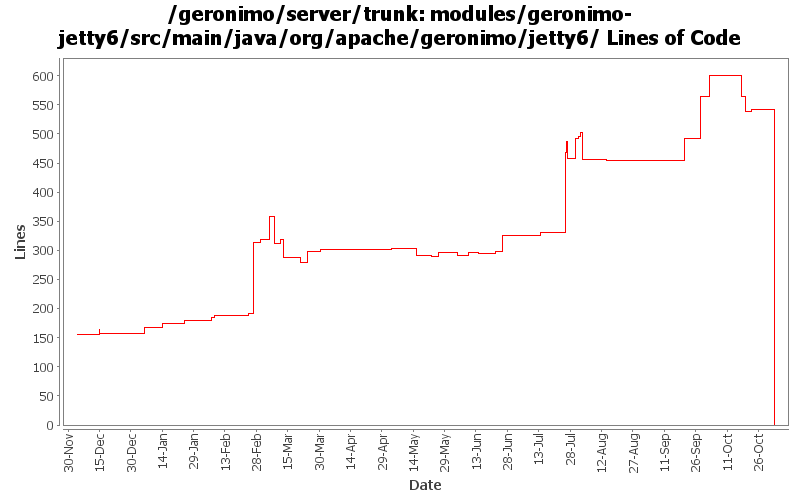 /geronimo/server/trunk: modules/geronimo-
jetty6/src/main/java/org/apache/geronimo/jetty6/ Lines of Code
Lines
600
550
500
450
400
350
300
250
200
150
100
50
0
30-Nov
15-Dec
30-Dec
14-Jan
29-Jan
13-Feb
28-Feb
15-Mar
30-Mar
14-Apr
29-Apr
14-May
29-May
13-Jun
28-Jun
13-Jul
28-Jul
12-Aug
27-Aug
11-Sep
26-Sep
11-Oct
26-Oct
Date